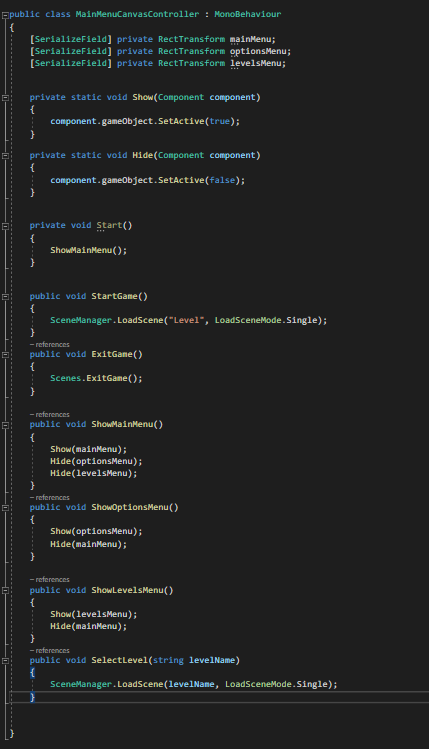 public class MainMenuCanvasController : MonoBehaviour
{
[SerializeField] private RectTransform mainMenu;
[SerializeField] private RectTransform optionsMenu;
[SerializeField] private RectTransform levelsMenu;
private static void Show(Component component)
{
component.gameObject.SetActive(true);
}
private static void Hide(Component component)
{
component.gameObject.SetActive(false);
}
private void Start()
{
ShowMainMenu();
}
public void StartGame()
{
SceneManager.LoadScene("Level", LoadSceneMode.Single);
}
– references
public void ExitGame()
{
Scenes.ExitGame();
}
– references
public void ShowMainMenu()
{
Show(mainMenu);
Hide(optionsMenu);
Hide(levelsMenu);
}
– references
public void ShowOptionsMenu()
{
Show(optionsMenu);
Hide(mainMenu);
}
– references
public void ShowLevelsMenu()
{
Show(levelsMenu);
Hide(mainMenu);
}
– references
public void SelectLevel(string levelName)
{
SceneManager.LoadScene(levelName, LoadSceneMode.Single);
}
}